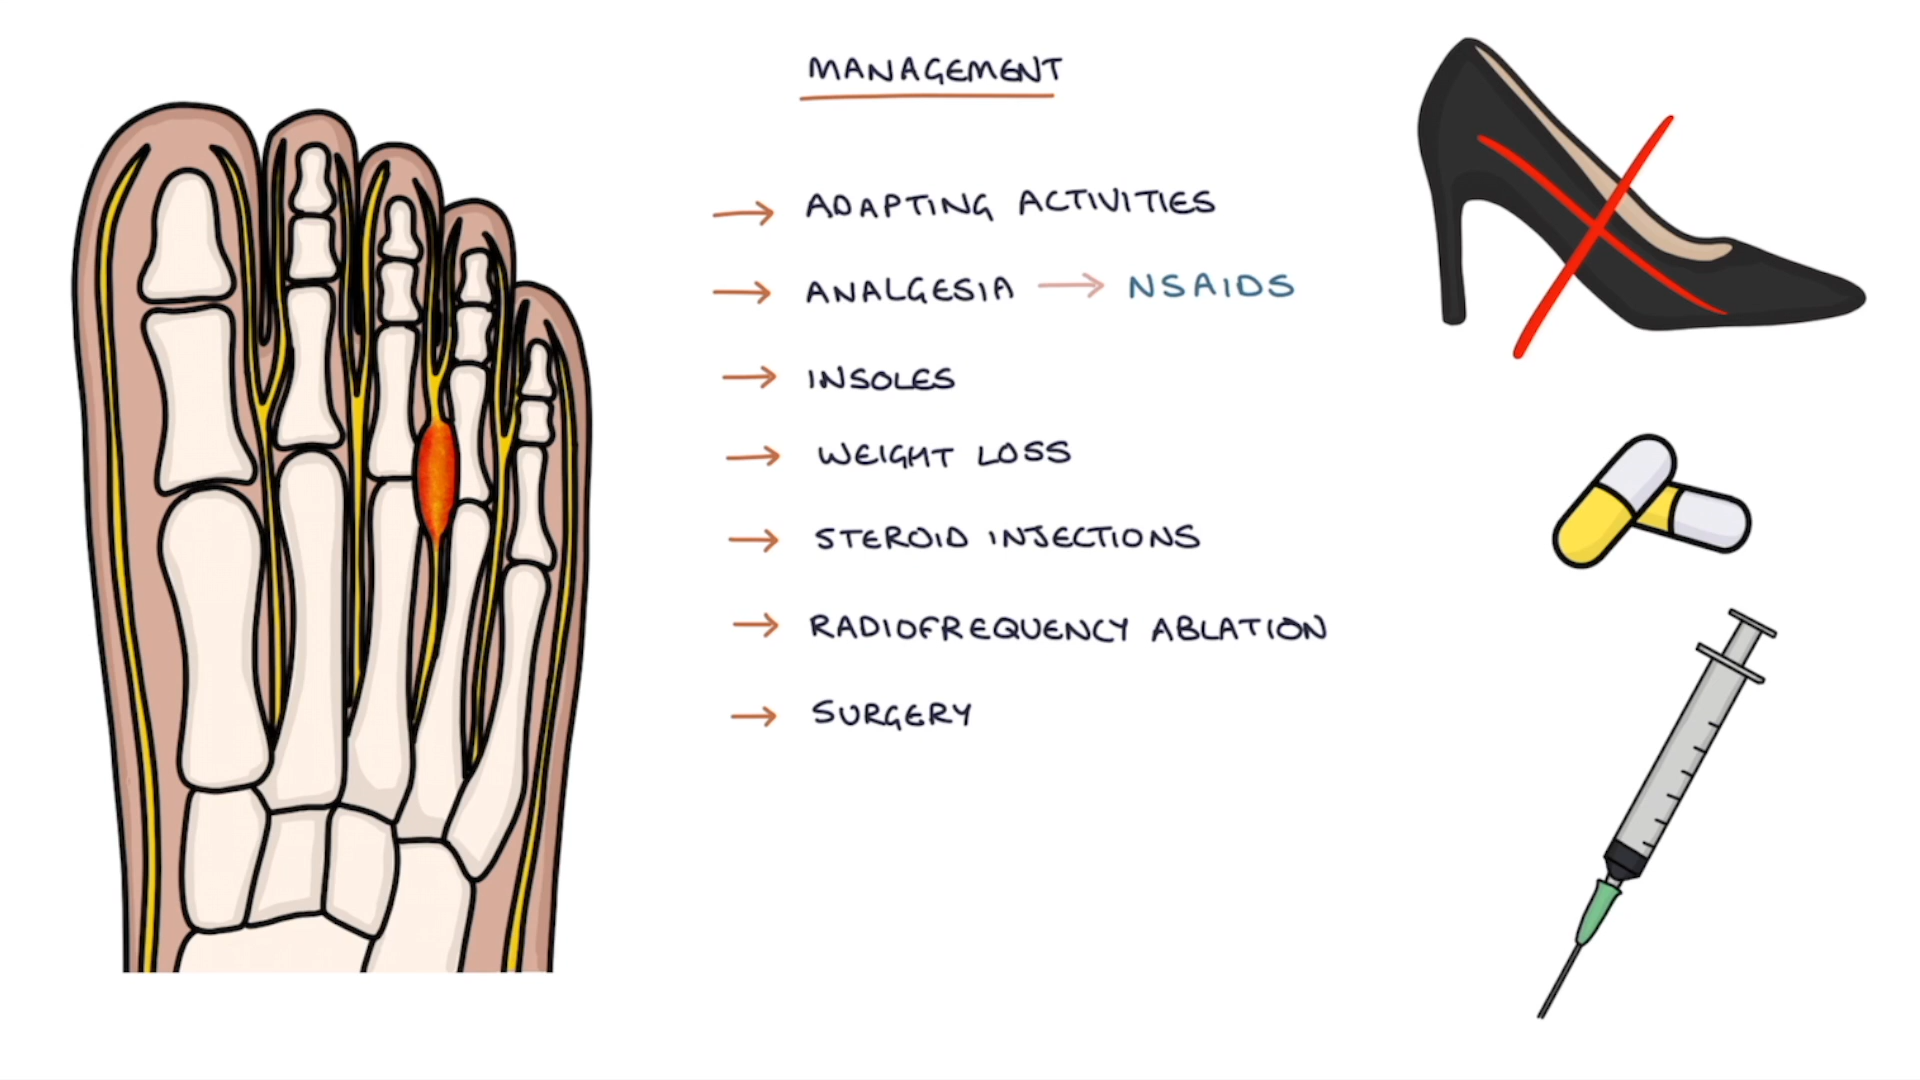 MANAGEMENT
→ ADAPTING ACTIVITIES
→ ANALGESIA → NSAIDS
→ INSOLES
→ WEIGHT LOSS
→ STEROID INJECTIONS
→ RADIOFREQUENCY ABLATION
→ SURGERY